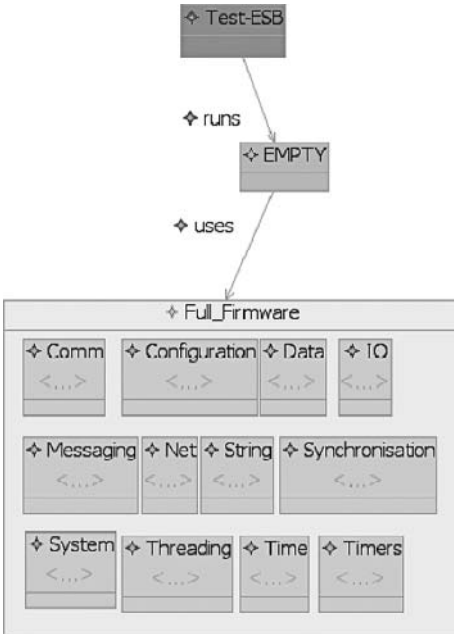 Test-ESB
runs
EMPTY
uses
Full_Firmware
Comm Configuration Data IO
<...> <...> <...> <...>
Messaging Net String Synchronisation
<...> <...> <...> <...>
System Threading Time Timers
<...> <...> <...> <...>